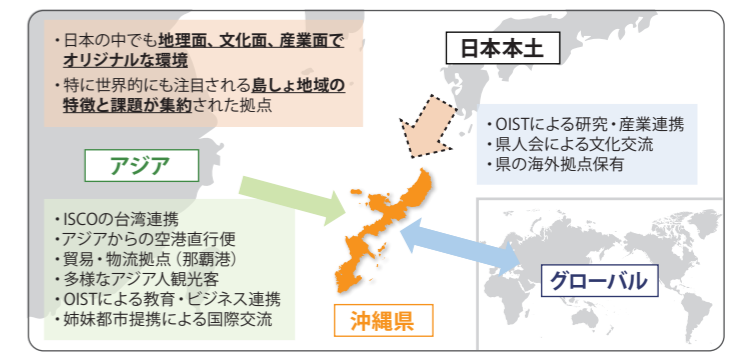 ・日本の中でも地理面、文化面、産業面で
オリジナルな環境
・特に世界的にも注目される島しょ地域の
特徴と課題が集約された拠点
日本本土
・OISTによる研究・産業連携
・県人会による文化交流
・県の海外拠点保有
アジア
・ISCOの台湾連携
・アジアからの空港直行便
・貿易・物流拠点（那覇港）
・多様なアジア人観光客
・OISTによる教育・ビジネス連携
・姉妹都市提携による国際交流
グローバル
沖縄県